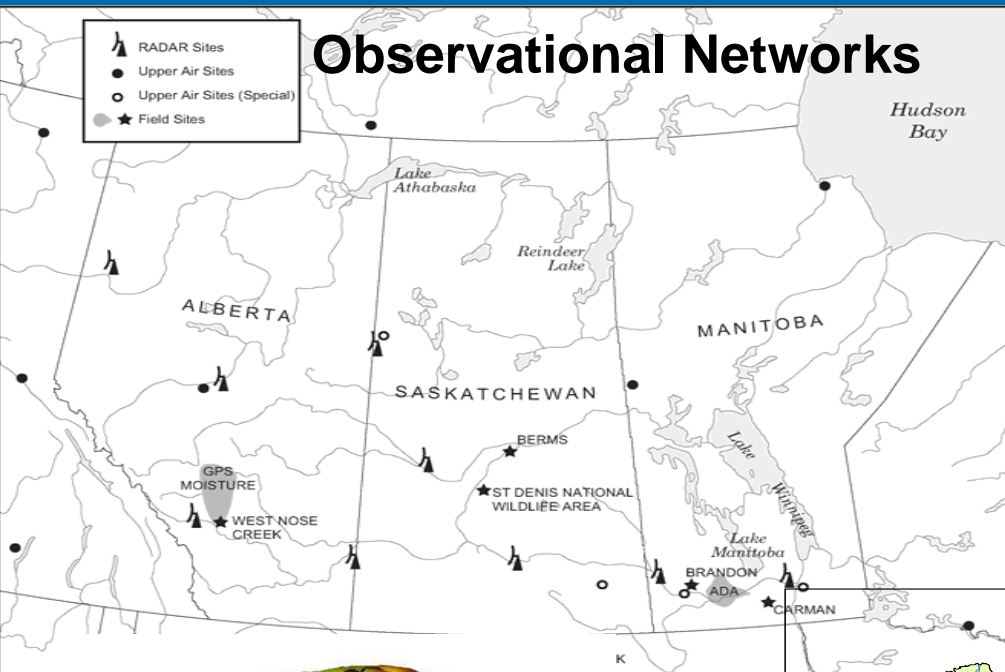 Observational Networks
RADAR Sites
Upper Air Sites
Upper Air Sites (Special)
Field Sites
Hudson
Bay
Lake
Athabaska
Reindeer
Lake
ALBERTA
MANITOBA
SASKATCHEWAN
BERMS
Lake
Winnipeg
GPS
MOISTURE
ST DENIS NATIONAL
WILDLIFE AREA
WEST NOSE
CREEK
Lake
Manitoba
BRANDON
ADA
CARMAN
K